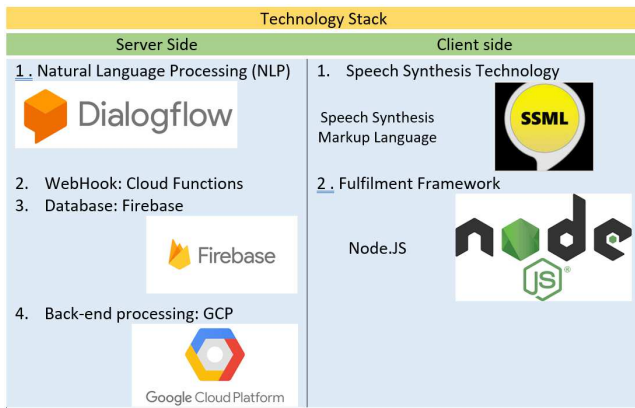 Technology Stack
Server Side
Client side
1. Natural Language Processing (NLP)
Dialogflow
2. WebHook: Cloud Functions
3. Database: Firebase
Firebase
4. Back-end processing: GCP
Google Cloud Platform
1. Speech Synthesis Technology
Speech Synthesis
Markup Language
SSML
2. Fulfilment Framework
Node.JS
node
JS
®